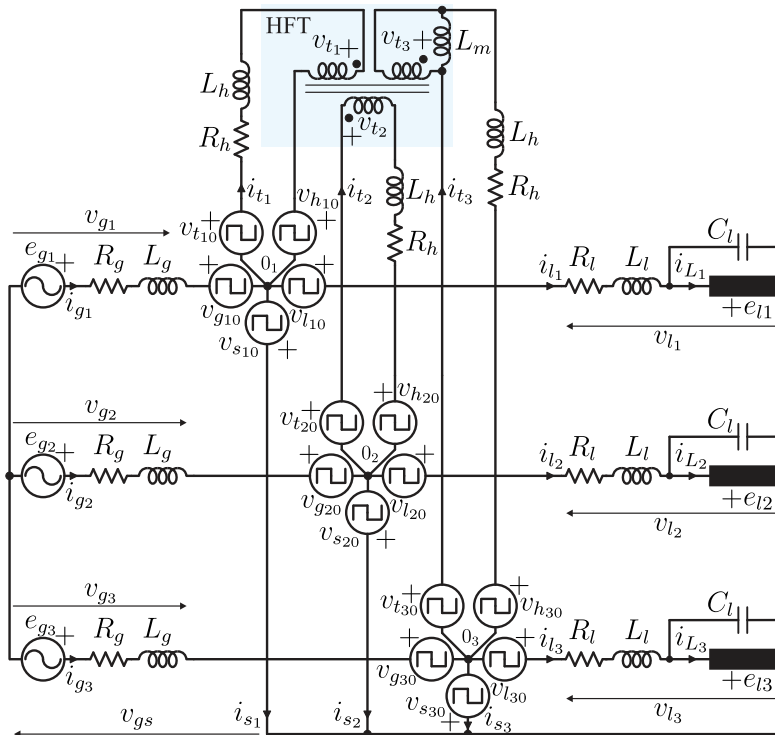 HFT
v_{t_1} +
v_{t_3} +
L_m
L_h
v_{t_2}
+
R_h
L_h
L_h
R_h
i_{t_1}
v_{h_{10}}
i_{t_2}
i_{t_3}
R_h
v_{g_1}
v_{t_{10}} +
+
e_{g_1} +
R_g
L_g
+
0_1
+
i_{l_1}
R_l
L_l
i_{L_1}
C_l
i_{g_1}
v_{g_{10}}
v_{l_{10}}
+e_{l1}
v_{s_{10}} +
v_{l_1}
v_{g_2}
v_{h_{20}}
v_{t_{20}} +
+
e_{g_2} +
R_g
L_g
+
0_2
+
i_{l_2}
R_l
L_l
i_{L_2}
C_l
i_{g_2}
v_{g_{20}}
v_{l_{20}}
+e_{l2}
v_{s_{20}} +
v_{l_2}
v_{g_3}
v_{t_{30}} +
+
v_{h_{30}}
e_{g_3} +
R_g
L_g
+
0_3
+
i_{l_3}
R_l
L_l
i_{L_3}
C_l
i_{g_3}
v_{g_{30}}
v_{l_{30}}
+e_{l3}
v_{s_{30}} +
v_{gs}
i_{s_1}
i_{s_2}
i_{s_3}
v_{l_3}